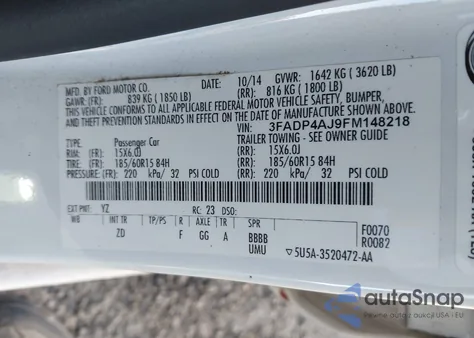 MFD. BY FORD MOTOR CO.
DATE: 10/14 GVWR: 1642 KG ( 3620 LB)
GAWR: (FR): 839 KG ( 1850 LB) (RR): 816 KG ( 1800 LB)
THIS VEHICLE CONFORMS TO ALL APPLICABLE FEDERAL MOTOR VEHICLE SAFETY, BUMPER,
AND THEFT PREVENTION STANDARDS IN EFFECT ON THE DATE OF MANUFACTURE SHOWN ABOVE
VIN: 3FADP4AJ9FM148218
TYPE: Passenger Car TRAILER TOWING - SEE OWNER GUIDE
RIM: (FR): 15X6.0J (RR): 15X6.0J
TIRE: 185/60R15 84H (RR): 185/60R15 84H
PRESSURE: (FR) 220 kPa/ 32 PSI COLD (RR): 220 kPa/ 32 PSI COLD
EXT PNT: YZ RC: 23 DSO: F0070
WB INT TR TP/PS R AXLE TR SPR R0082
ZD F GG A BBBB
UMU 5U5A-3520472-AA
autoSnap
Pewne auta z aukcji USA i EU